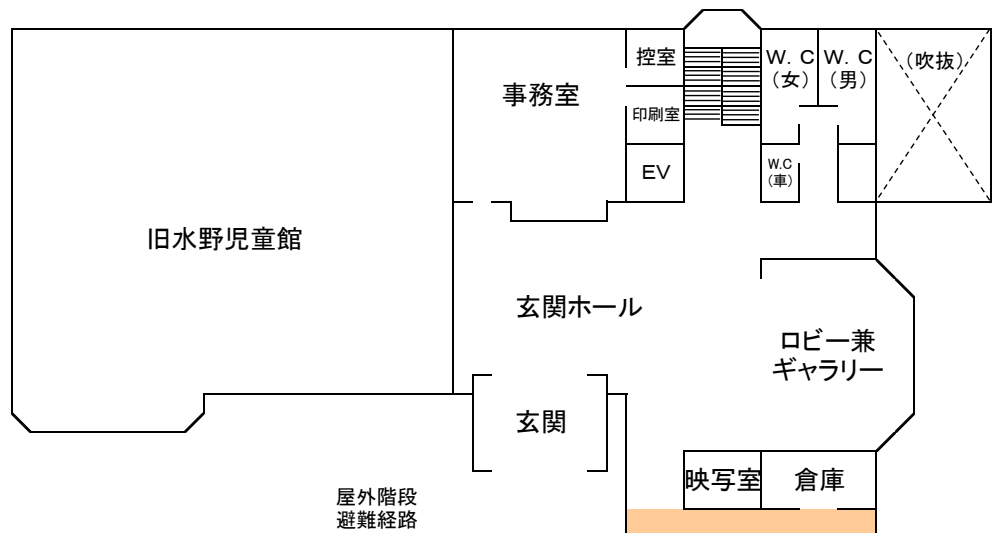 控室
W.C
(女)
W.C
(男)
(吹抜)
事務室
印刷室
EV
W.C
(車)
旧水野児童館
玄関ホール
ロビー兼
ギャラリー
玄関
映写室
倉庫
屋外階段
避難経路